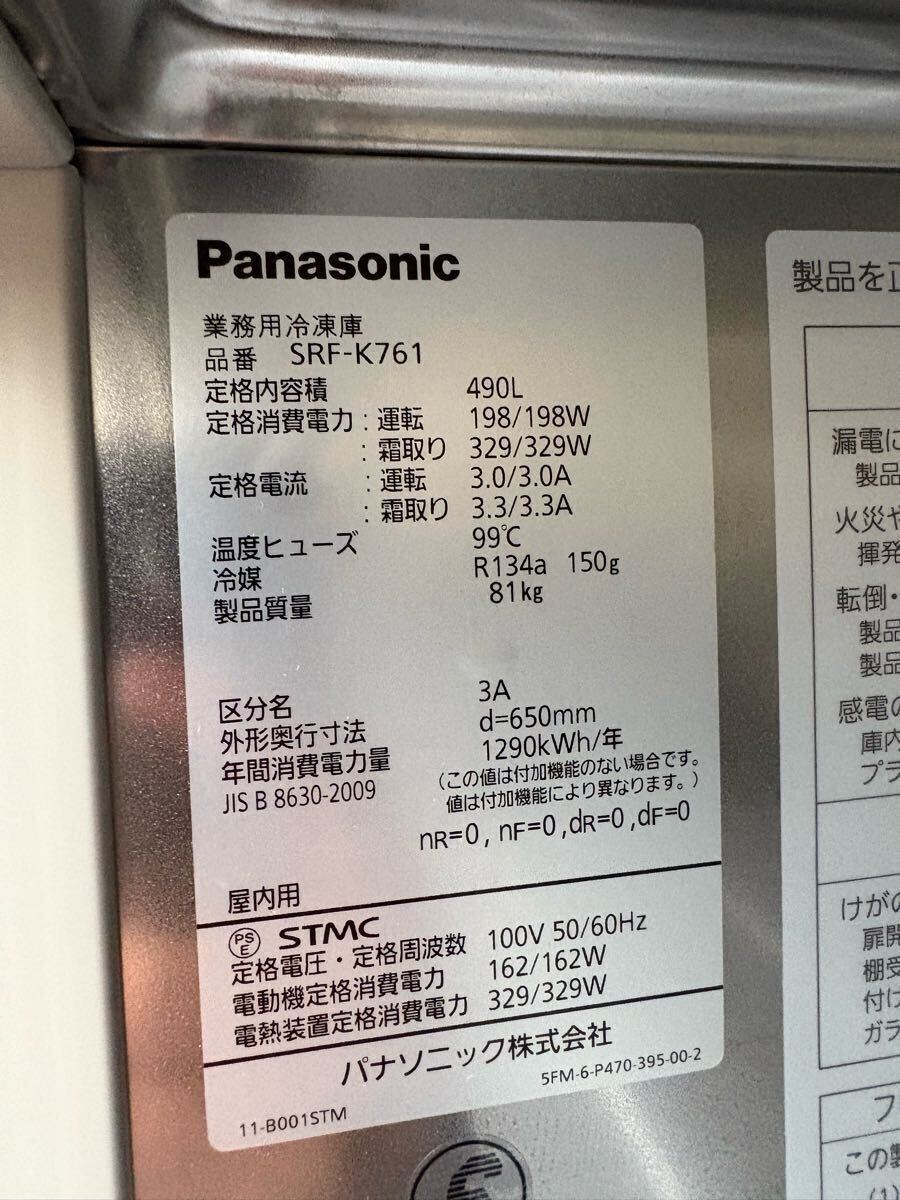 Panasonic
業務用冷凍庫
品番 SRF-K761
定格内容積 490L
定格消費電力:運転 198/198W
:霜取り 329/329W
定格電流 :運転 3.0/3.0A
:霜取り 3.3/3.3A
温度ヒューズ 99℃
冷媒 R134a 150g
製品質量 81kg
区分名 3A
外形奥行寸法 d=650mm
年間消費電力量 1290kWh/年
JIS B 8630-2009 (この値は付加機能のない場合です。
値は付加機能により異なります。)
nR=0, nF=0, dR=0, dF=0
屋内用
PSE STMC
定格電圧・定格周波数 100V 50/60Hz
電動機定格消費電力 162/162W
電熱装置定格消費電力 329/329W
パナソニック株式会社
5FM-6-P470-395-00-2
11-B001STM
製品を正
漏電に
製品
火災や
揮発
転倒・
製品
製品
感電の
庫内
プラ
けがの
扉開
棚受
付け
ガラ
フ
この製
(1)